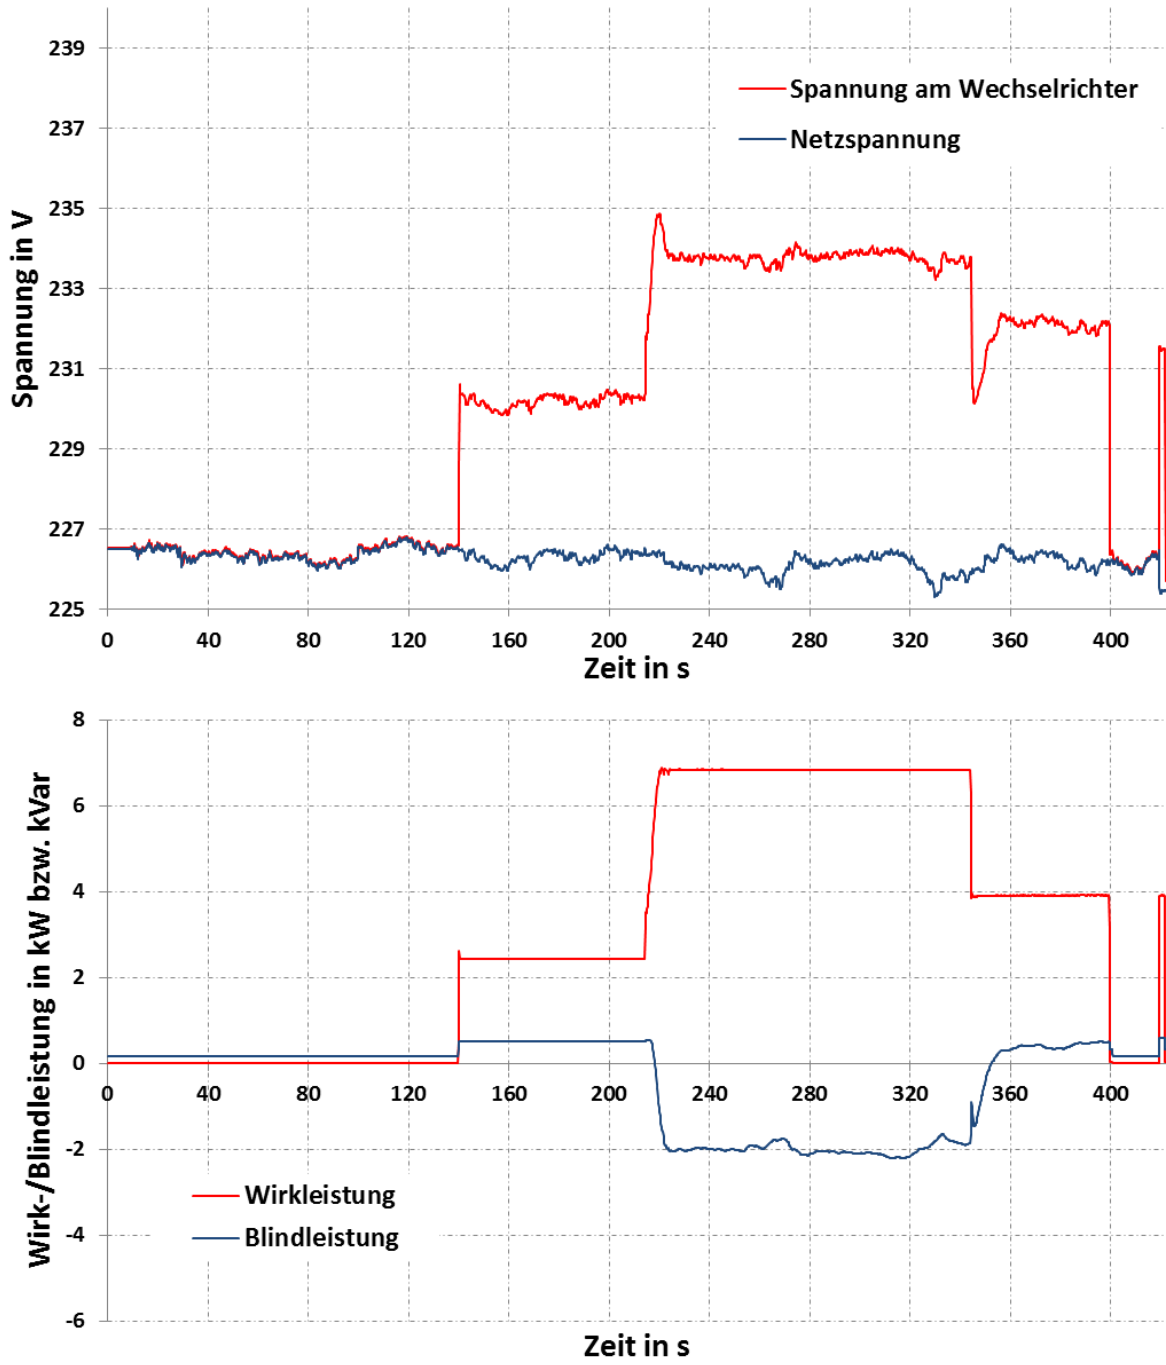 239
237
235
233
231
229
227
225
Spannung in V
Spannung am Wechselrichter
Netzspannung
0 40 80 120 160 200 240 280 320 360 400
Zeit in s
8
6
4
2
0
-2
-4
-6
Wirk-/Blindleistung in kW bzw. kVar
0 40 80 120 160 200 240 280 320 360 400
Wirkleistung
Blindleistung
Zeit in s